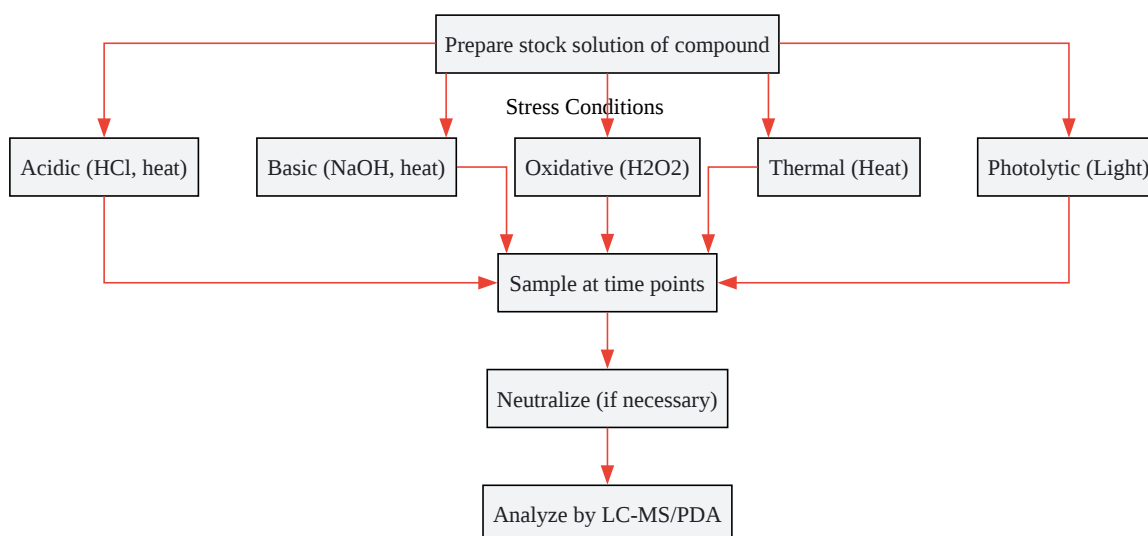 Prepare stock solution of compound
Stress Conditions
Acidic (HCl, heat)
Basic (NaOH, heat)
Oxidative (H2O2)
Thermal (Heat)
Photolytic (Light)
Sample at time points
Neutralize (if necessary)
Analyze by LC-MS/PDA